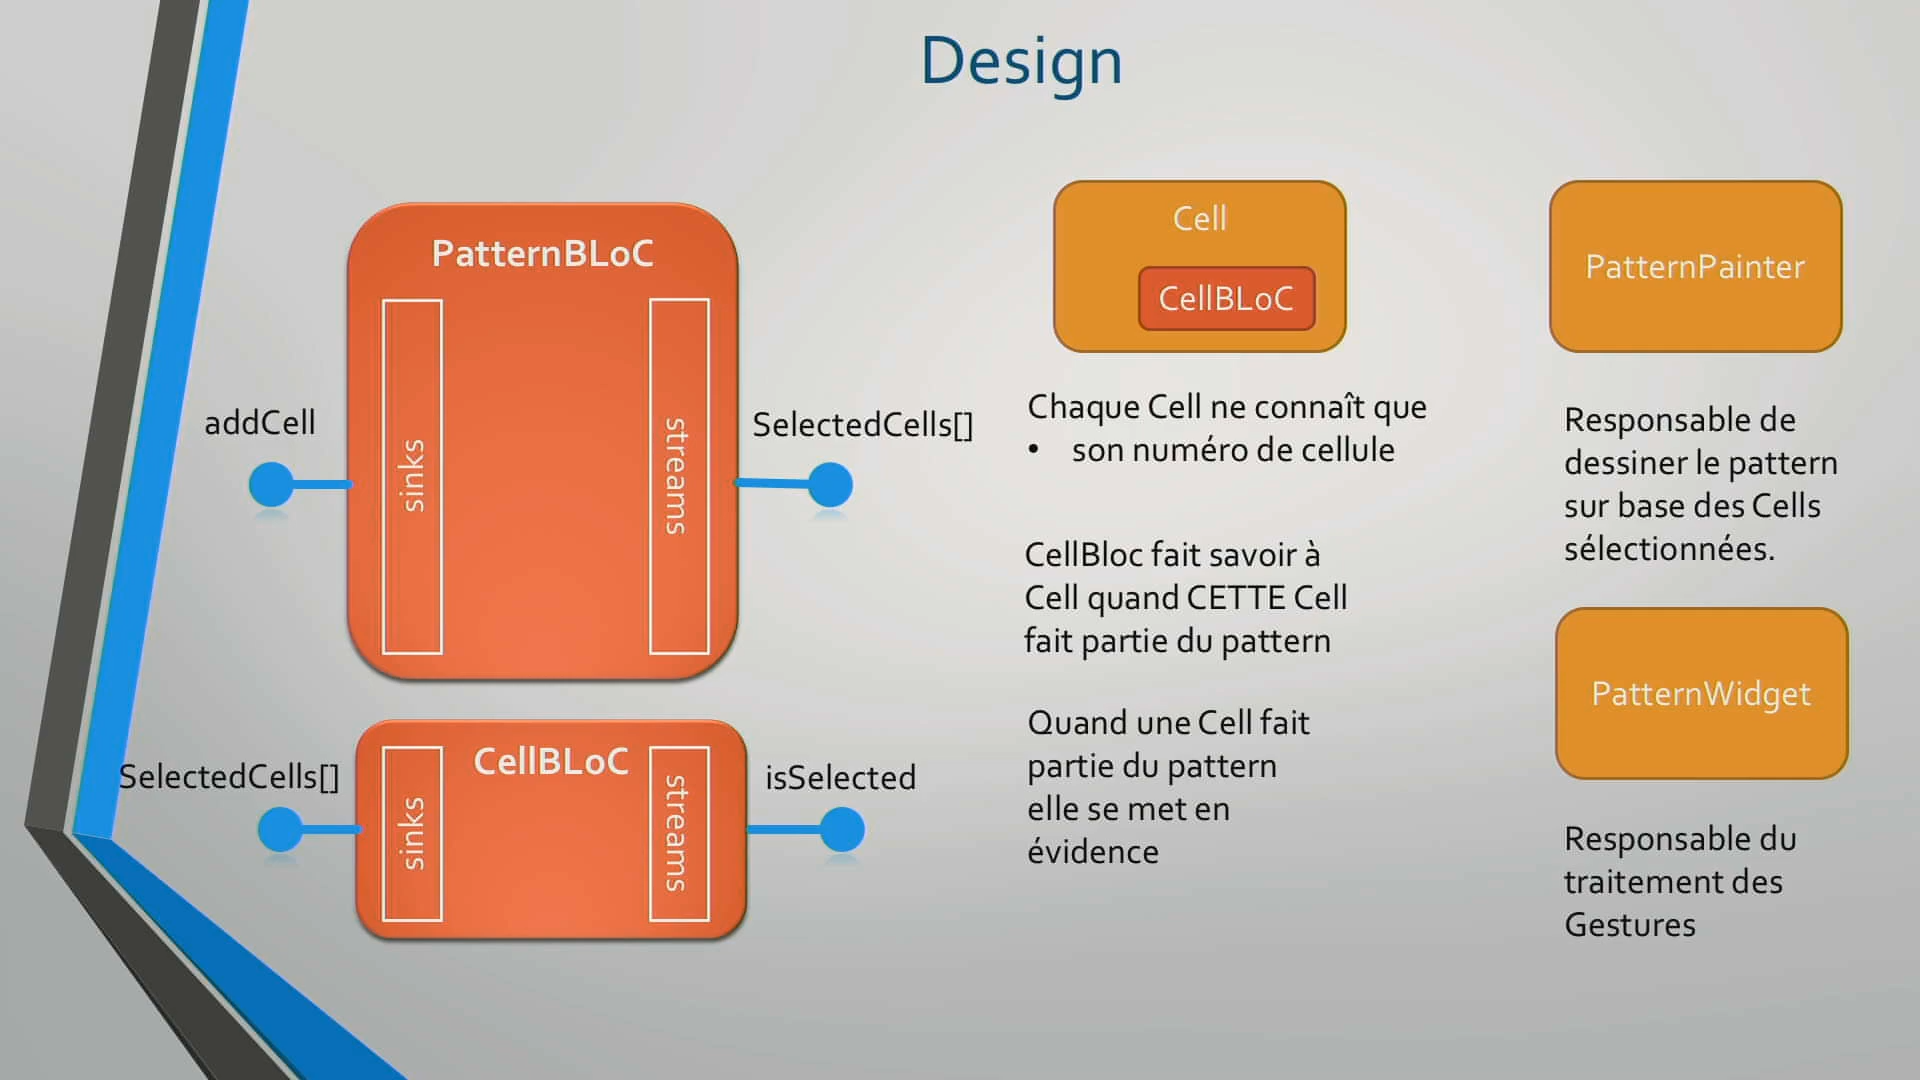 Design
PatternBLoC
sinks
streams
addCell
SelectedCells[]
CellBLoC
sinks
streams
SelectedCells[]
isSelected
Cell
CellBLoC
Chaque Cell ne connaît que
• son numéro de cellule
CellBloc fait savoir à
Cell quand CETTE Cell
fait partie du pattern
Quand une Cell fait
partie du pattern
elle se met en
évidence
PatternPainter
Responsable de
dessiner le pattern
sur base des Cells
sélectionnées.
PatternWidget
Responsable du
traitement des
Gestures